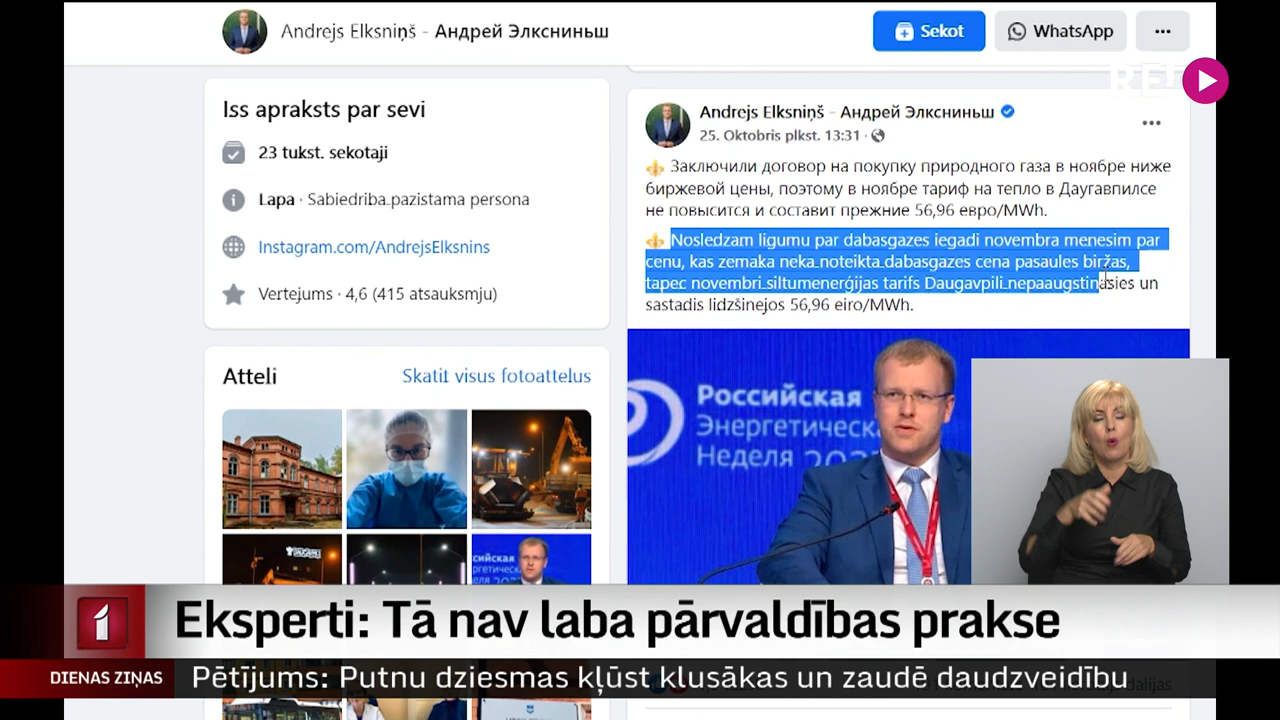 Andrejs Elksniņš - Андрей Элксниньш
Sekot
WhatsApp
Iss apraksts par sevi
23 tukst. sekotaji
Lapa · Sabiedriba pazistama persona
Instagram.com/AndrejsElksnins
Vertejums · 4,6 (415 atsauksmju)
Atteli
Skatit visus fotoattelus
Andrejs Elksniņš - Андрей Элксниньш
25. Oktobris plkst. 13:31 ·
Заключили договор на покупку природного газа в ноябре ниже
биржевой цены, поэтому в ноябре тариф на тепло в Даугавпилсе
не повысится и составит прежние 56,96 евро/MWh.
Nosledzam ligumu par dabasgazes iegadi novembra menesim par
cenu, kas zemaka neka noteikta dabasgazes cena pasaules biržas,
tapec novembri siltumenerģijas tarifs Daugavpili nepaaugstinasies un
sastadis lidzšinejos 56,96 eiro/MWh.
Российская
Энергетическа
Неделя
1
Eksperti: Tā nav laba pārvaldības prakse
DIENAS ZIŅAS
Pētījums: Putnu dziesmas kļūst klusākas un zaudē daudzveidību